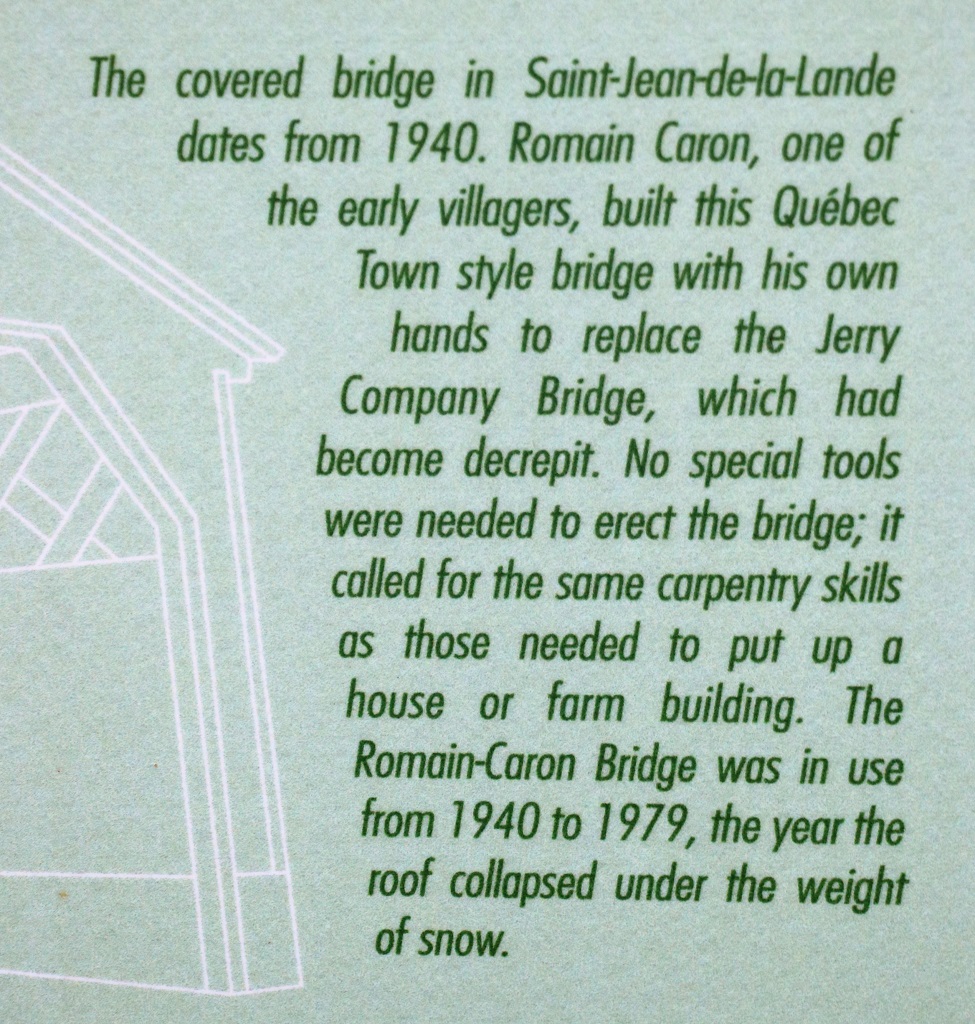 The covered bridge in Saint-Jean-de-la-Lande
dates from 1940. Romain Caron, one of
the early villagers, built this Québec
Town style bridge with his own
hands to replace the Jerry
Company Bridge, which had
become decrepit. No special tools
were needed to erect the bridge; it
called for the same carpentry skills
as those needed to put up a
house or farm building. The
Romain-Caron Bridge was in use
from 1940 to 1979, the year the
roof collapsed under the weight
of snow.